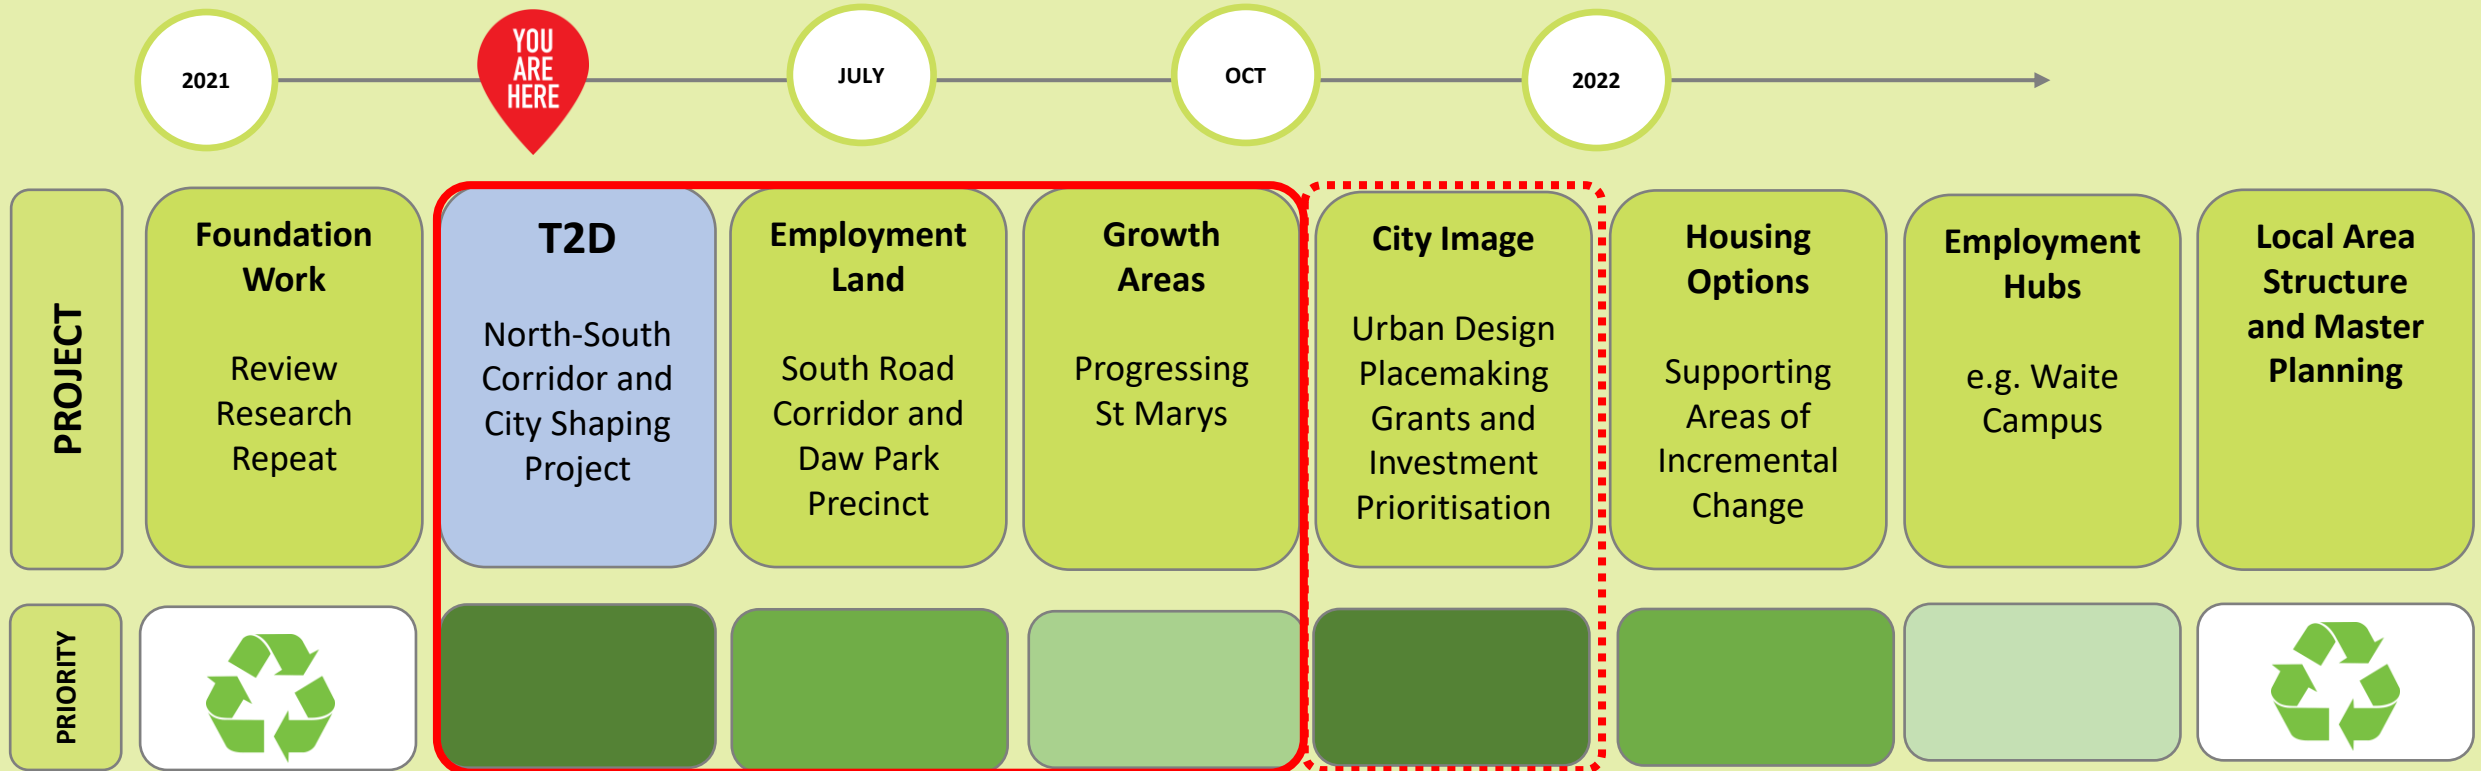 2021
YOU
ARE
HERE
JULY
OCT
2022
PROJECT
Foundation
Work
Review
Research
Repeat
T2D
North-South
Corridor and
City Shaping
Project
Employment
Land
South Road
Corridor and
Daw Park
Precinct
Growth
Areas
Progressing
St Marys
City Image
Urban Design
Placemaking
Grants and
Investment
Prioritisation
Housing
Options
Supporting
Areas of
Incremental
Change
Employment
Hubs
e.g. Waite
Campus
Local Area
Structure
and Master
Planning
PRIORITY